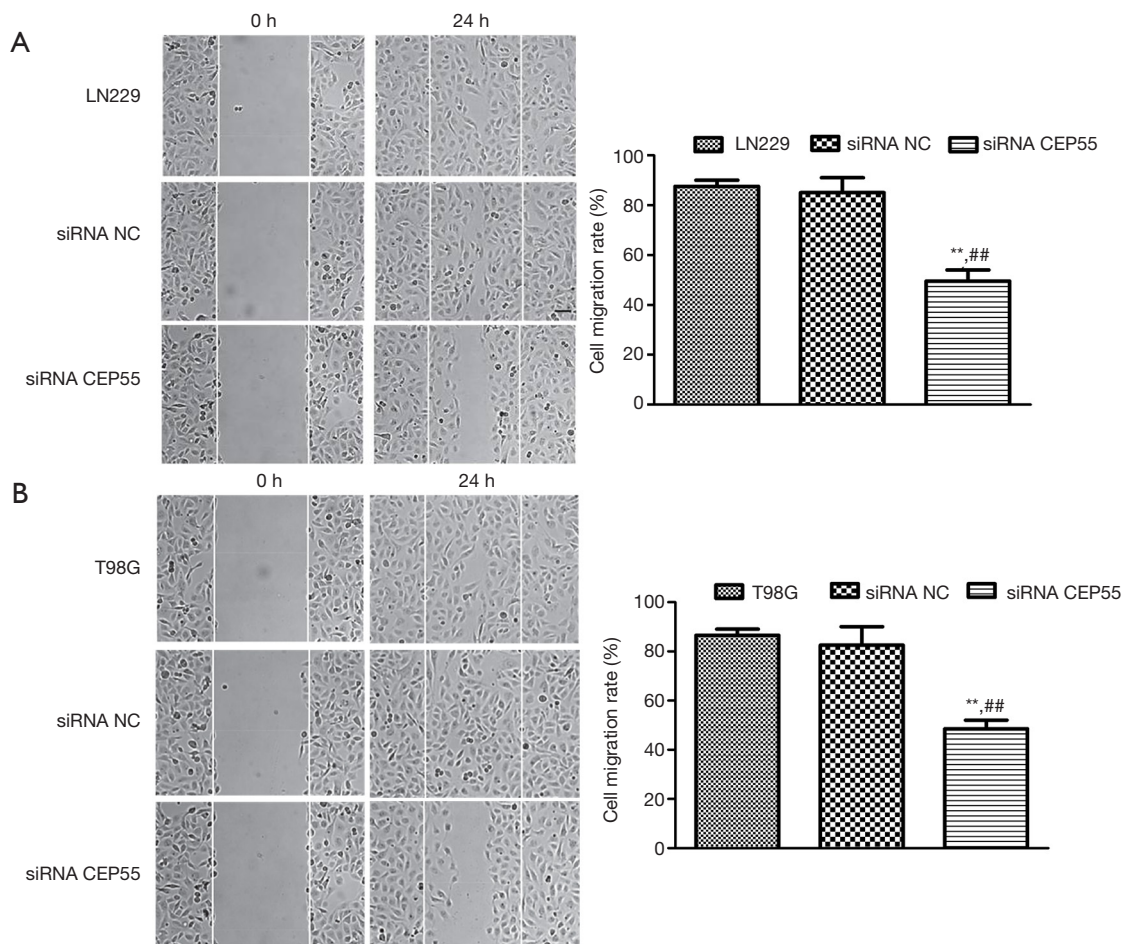 A
0 h 24 h
LN229
siRNA NC
siRNA CEP55
LN229 siRNA NC siRNA CEP55
Cell migration rate (%)
100
80
60
40
20
0
**,##
B
0 h 24 h
T98G
siRNA NC
siRNA CEP55
T98G siRNA NC siRNA CEP55
Cell migration rate (%)
100
80
60
40
20
0
**,##